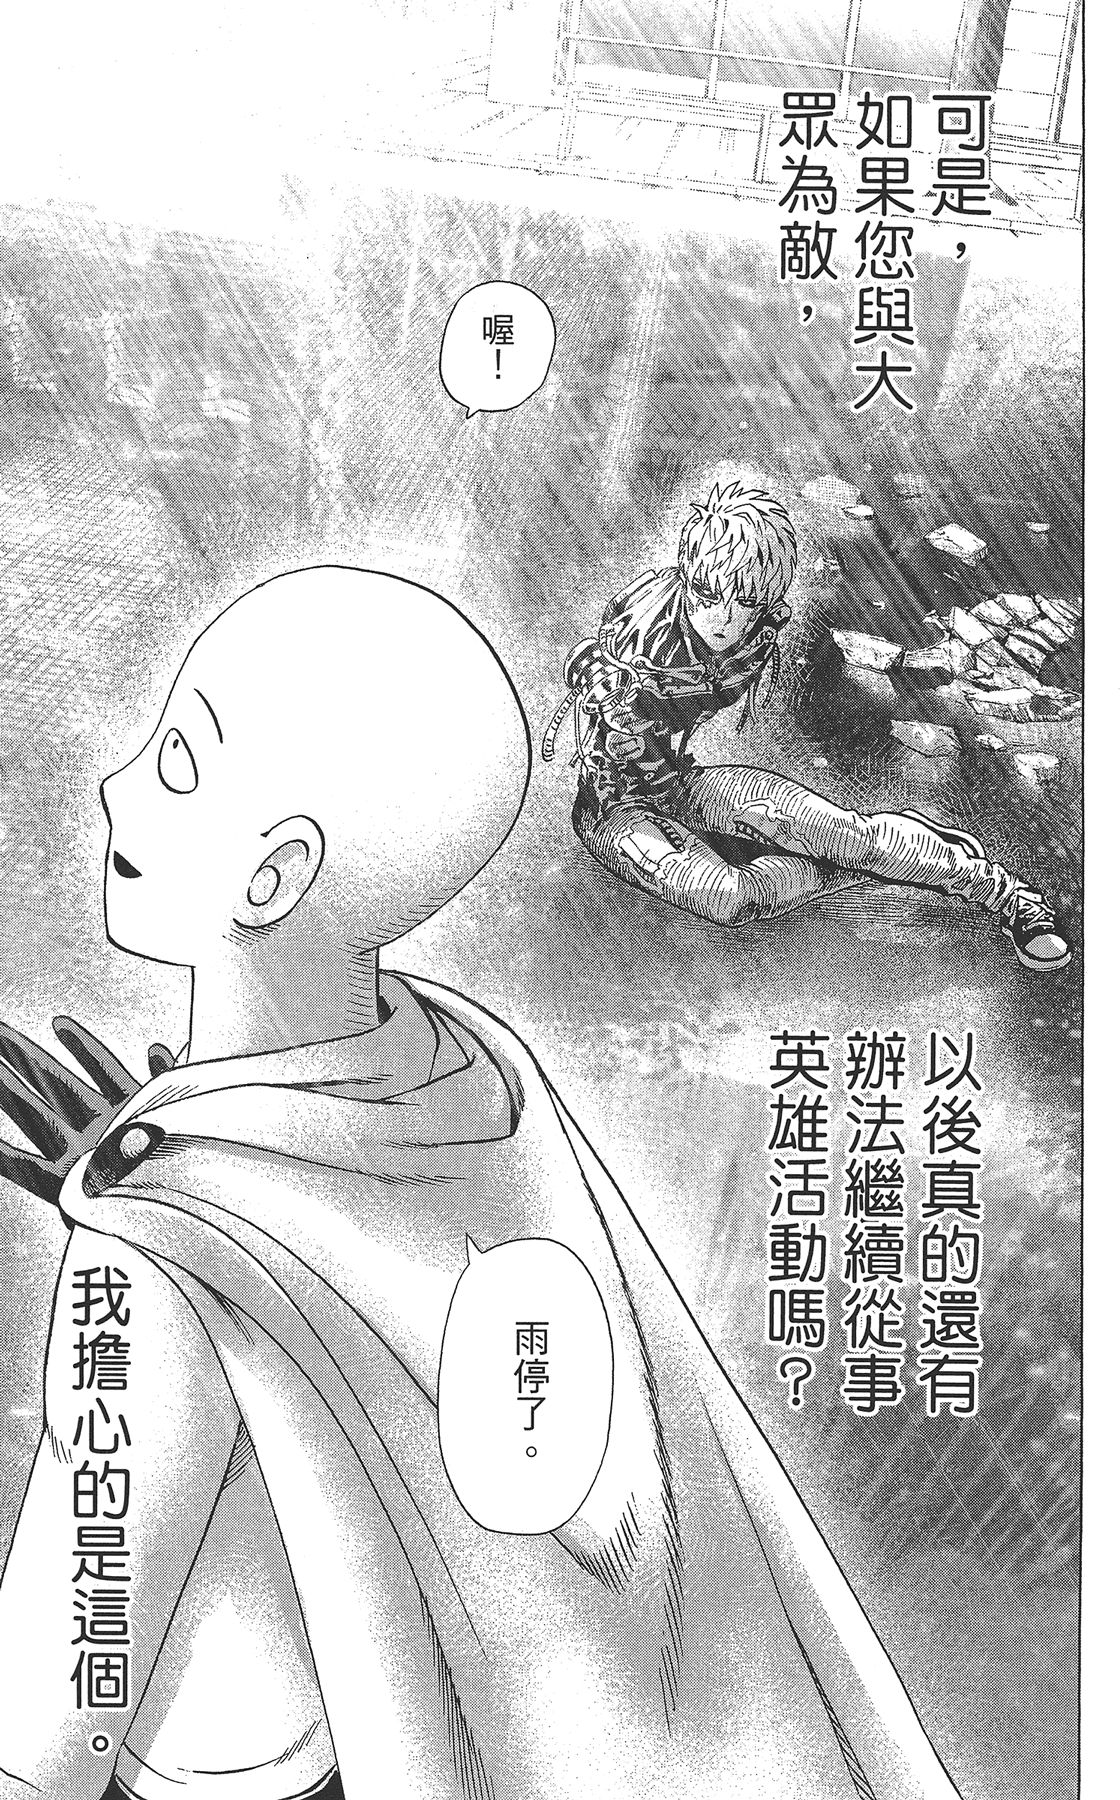 可是，
如果您與大
眾為敵，
喔！
以後真的還有
辦法繼續從事
英雄活動嗎？
雨停了。
我擔心的是這個。